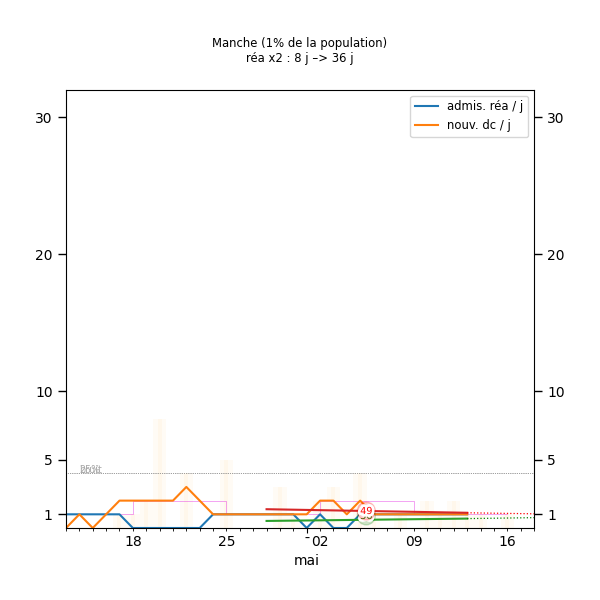 Manche (1% de la population)
réa x2 : 8 j –> 36 j
admis. réa / j
nouv. dc / j
30 30
20 20
10 10
5 5
49
1 1
18 25 02 09 16
mai